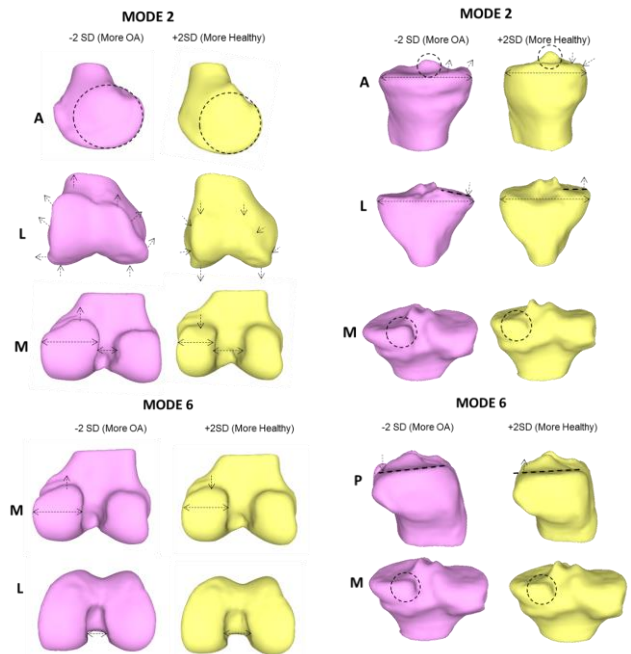 MODE 2
-2 SD (More OA) +2SD (More Healthy)
A
L
M
MODE 6
-2 SD (More OA) +2SD (More Healthy)
M
L
MODE 2
-2 SD (More OA) +2SD (More Healthy)
A
L
M
MODE 6
-2 SD (More OA) +2SD (More Healthy)
P
M